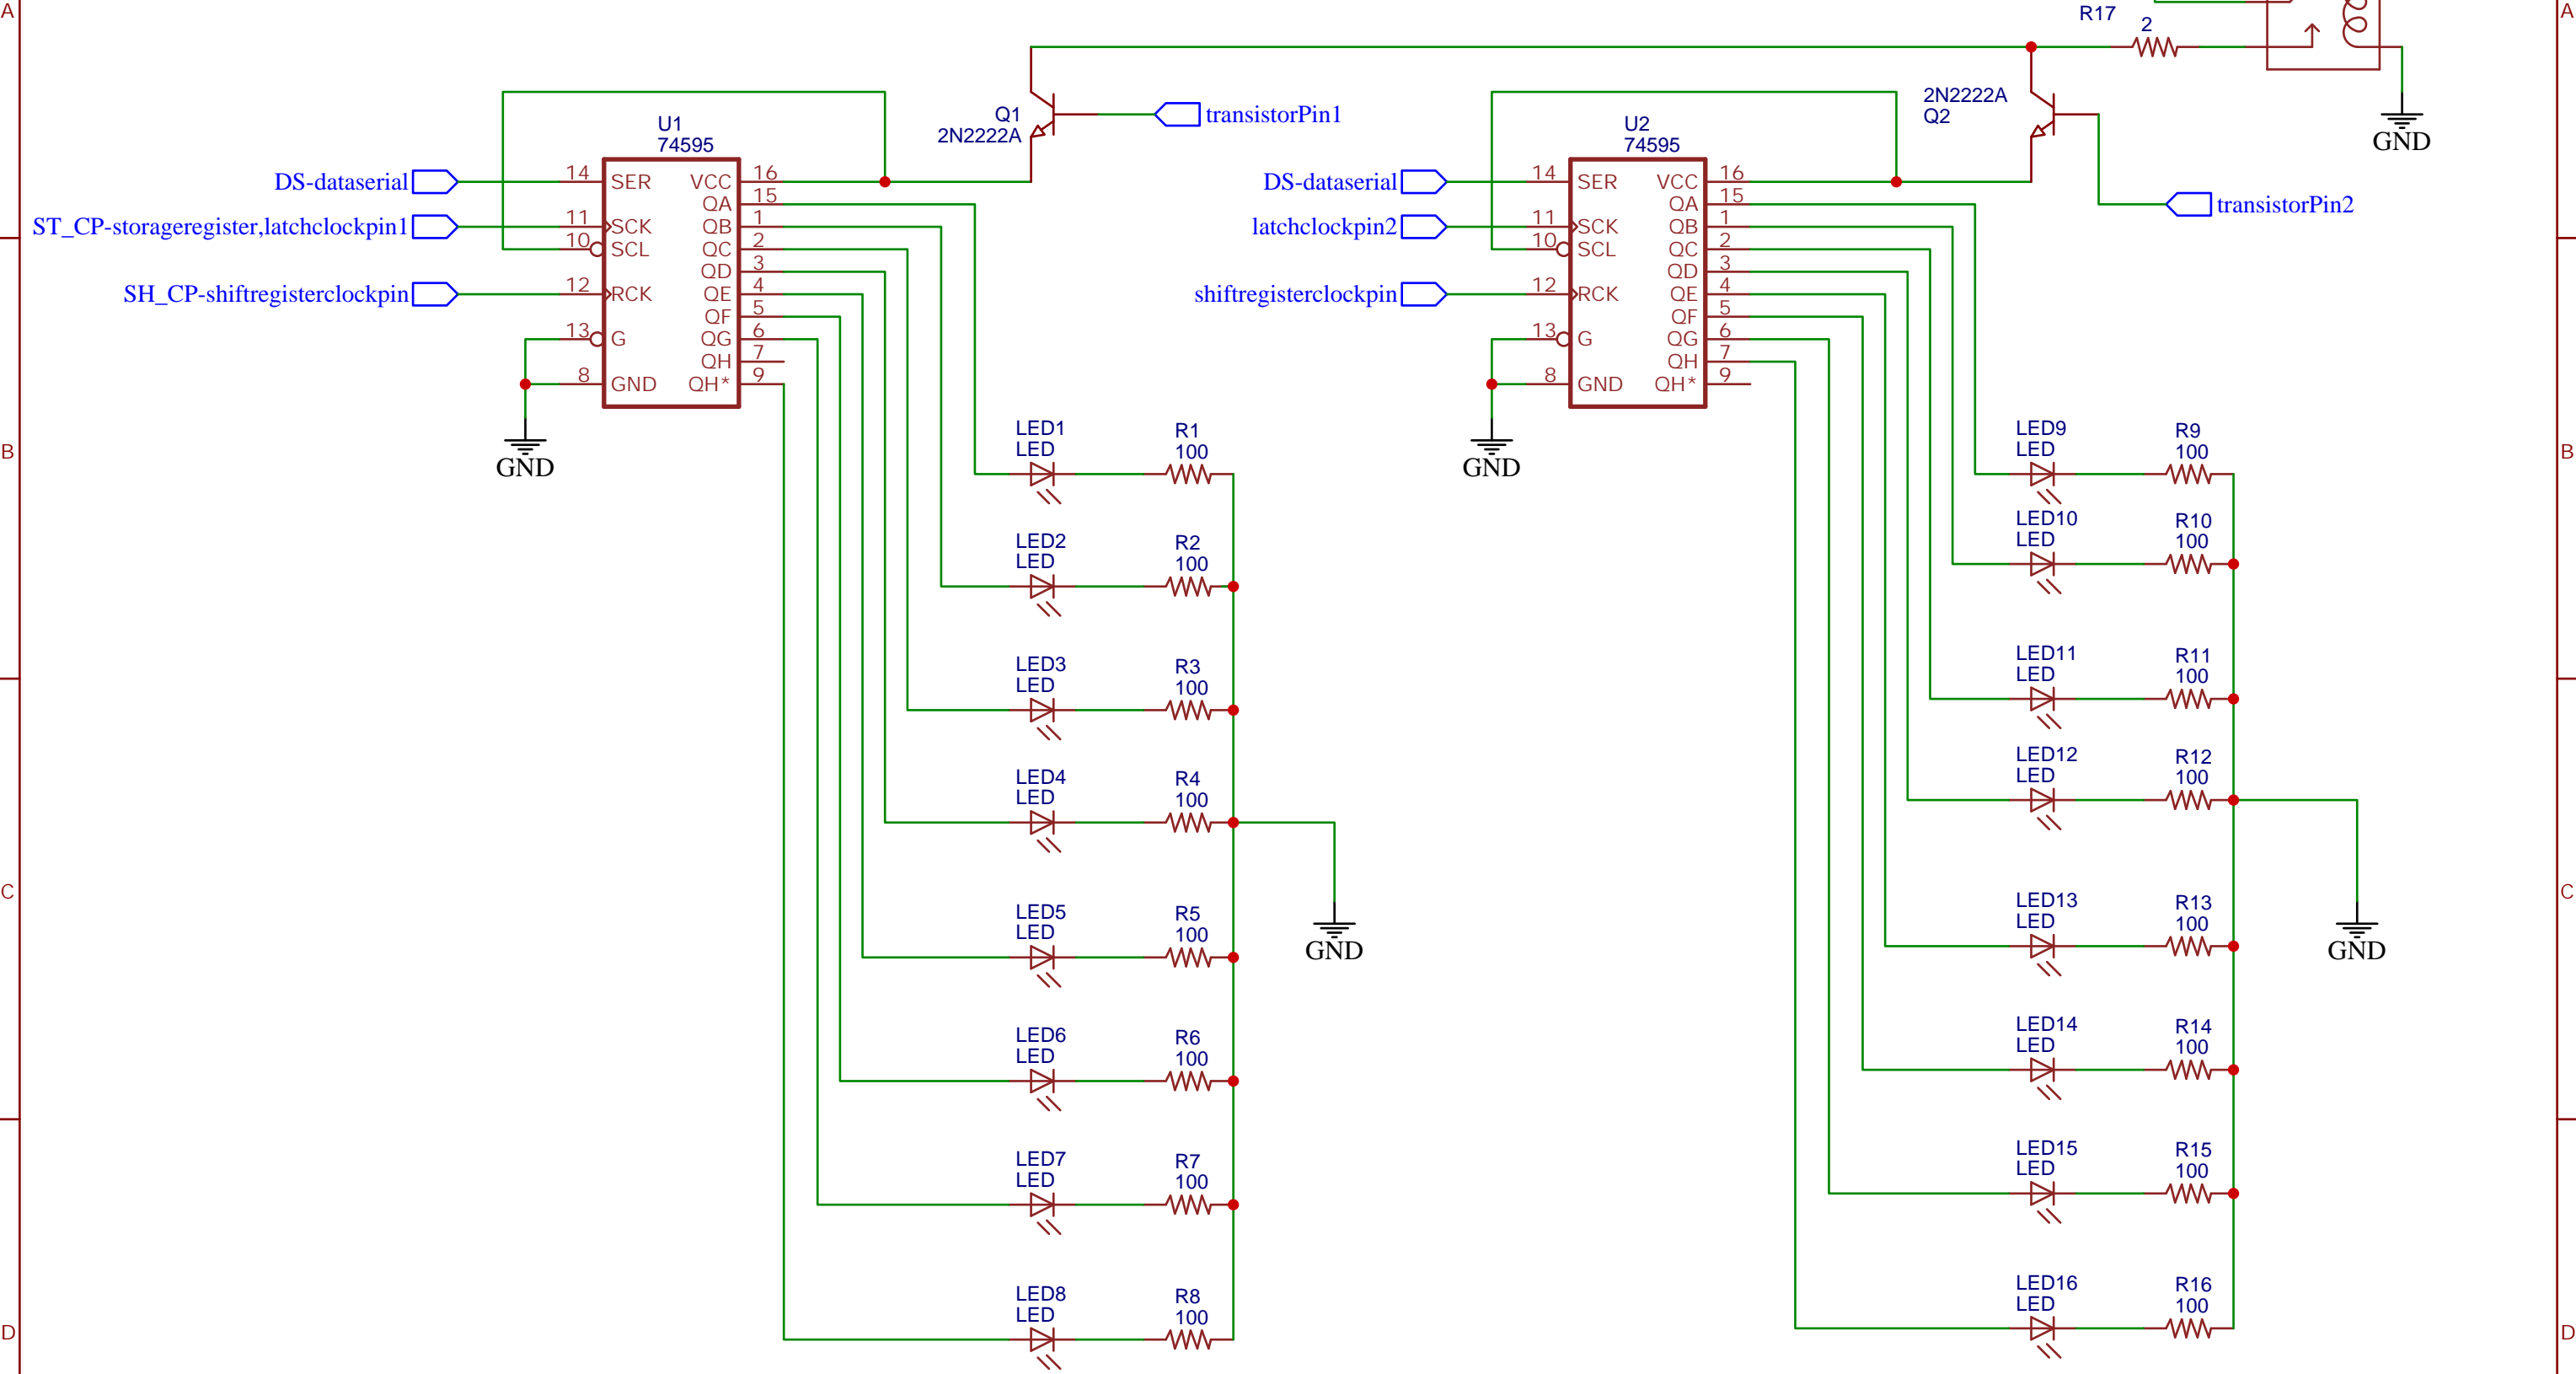 A
A
R17
2
GND
Q1
2N2222A
transistorPin1
2N2222A
Q2
transistorPin2
U1
74595
DS-dataserial
14 SER VCC 16
QA 15
ST_CP-storageregister,latchclockpin1
11 SCK QB 1
10 SCL QC 2
QD 3
SH_CP-shiftregisterclockpin
12 RCK QE 4
QF 5
13 G QG 6
QH 7
8 GND QH* 9
GND
U2
74595
DS-dataserial
14 SER VCC 16
QA 15
latchclockpin2
11 SCK QB 1
10 SCL QC 2
QD 3
shiftregisterclockpin
12 RCK QE 4
QF 5
13 G QG 6
QH 7
8 GND QH* 9
GND
B
B
LED1
LED
R1
100
LED2
LED
R2
100
LED3
LED
R3
100
LED4
LED
R4
100
LED5
LED
R5
100
GND
LED6
LED
R6
100
LED7
LED
R7
100
LED8
LED
R8
100
LED9
LED
R9
100
LED10
LED
R10
100
LED11
LED
R11
100
LED12
LED
R12
100
LED13
LED
R13
100
GND
LED14
LED
R14
100
LED15
LED
R15
100
LED16
LED
R16
100
C
C
D
D